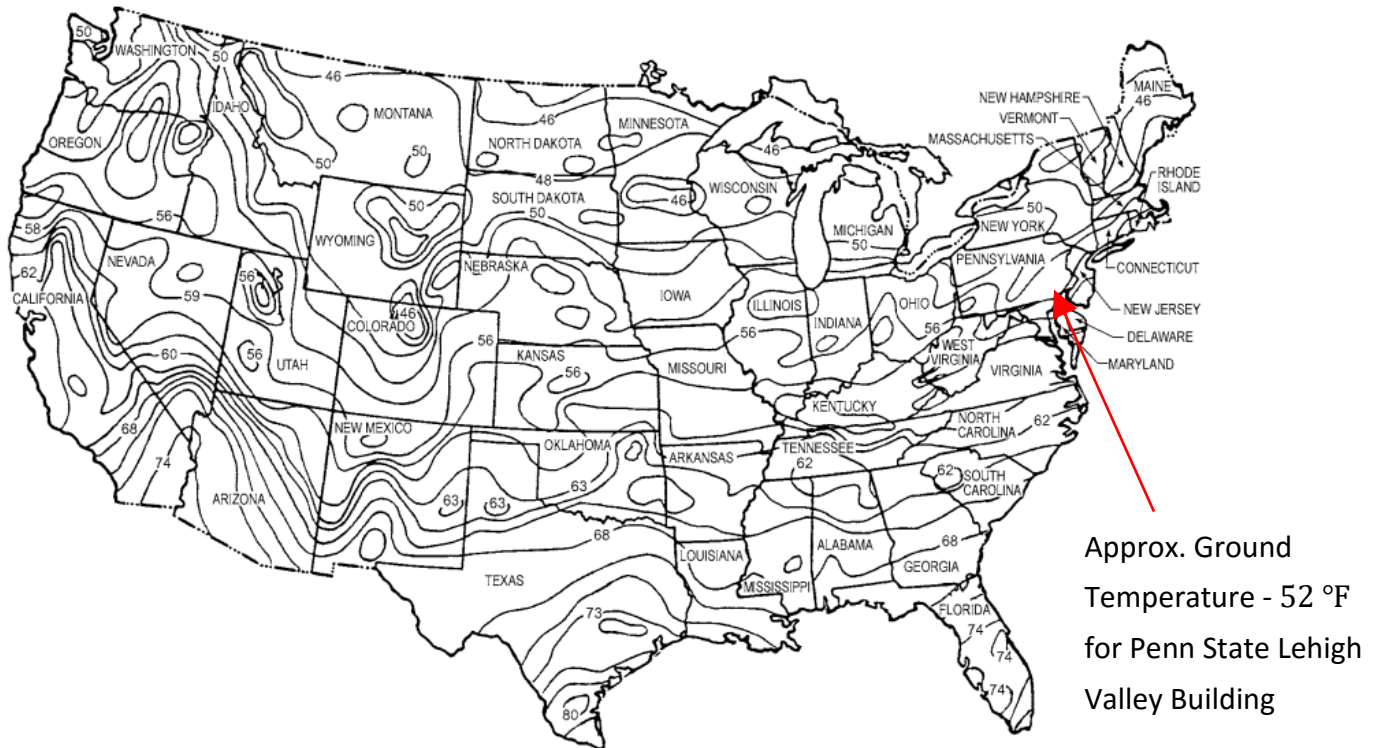 50
WASHINGTON
50
46
MONTANA
IDAHO
OREGON
50
50
56
58
62
NEVADA
CALIFORNIA
59
60
68
74
56
56
UTAH
WYOMING
50
COLORADO
46
56
ARIZONA
NEW MEXICO
63
63
46
NORTH DAKOTA
48
SOUTH DAKOTA
50
NEBRASKA
KANSAS
56
OKLAHOMA
63
68
TEXAS
73
80
MINNESOTA
46
46
WISCONSIN
IOWA
MISSOURI
ARKANSAS
LOUISIANA
MICHIGAN
50
ILLINOIS
56
INDIANA
OHIO
56
WEST
VIRGINIA
VIRGINIA
KENTUCKY
TENNESSEE
62
NORTH
CAROLINA
62
62
SOUTH
CAROLINA
MISSISSIPPI
ALABAMA
68
GEORGIA
FLORIDA
74
74
74
MAINE
46
NEW HAMPSHIRE
VERMONT
MASSACHUSETTS
RHODE
ISLAND
50
NEW YORK
PENNSYLVANIA
CONNECTICUT
NEW JERSEY
DELAWARE
MARYLAND
Approx. Ground
Temperature - 52 °F
for Penn State Lehigh
Valley Building